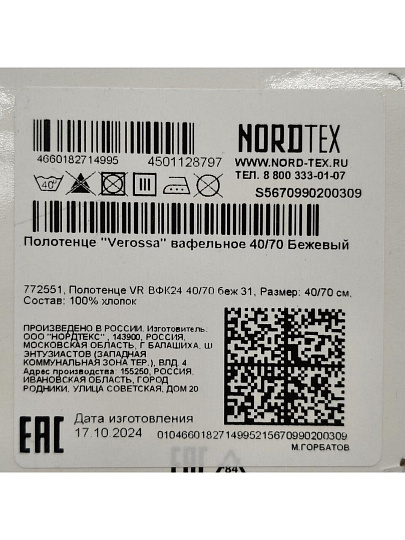 NORDTEX
WWW.NORD-TEX.RU
ТЕЛ. 8 800 333-01-07
4660182714995
4501128797
40°
S5670990200309
Полотенце "Verossa" вафельное 40/70 Бежевый
772551, Полотенце VR ВФК24 40/70 беж 31, Размер: 40/70 см,
Состав: 100% хлопок
ПРОИЗВЕДЕНО В РОССИИ. Изготовитель:
ООО "НОРДТЕКС" , 143900, РОССИЯ,
МОСКОВСКАЯ ОБЛАСТЬ, Г. БАЛАШИХА, Ш
ЭНТУЗИАСТОВ (ЗАПАДНАЯ
КОММУНАЛЬНАЯ ЗОНА ТЕР.), ВЛД. 4
Адрес производства: 155250, РОССИЯ,
ИВАНОВСКАЯ ОБЛАСТЬ, ГОРОД
РОДНИКИ, УЛИЦА СОВЕТСКАЯ, ДОМ 20
EAC
Дата изготовления
17.10.2024
0104660182714995215670990200309
М.ГОРБАТОВ
84